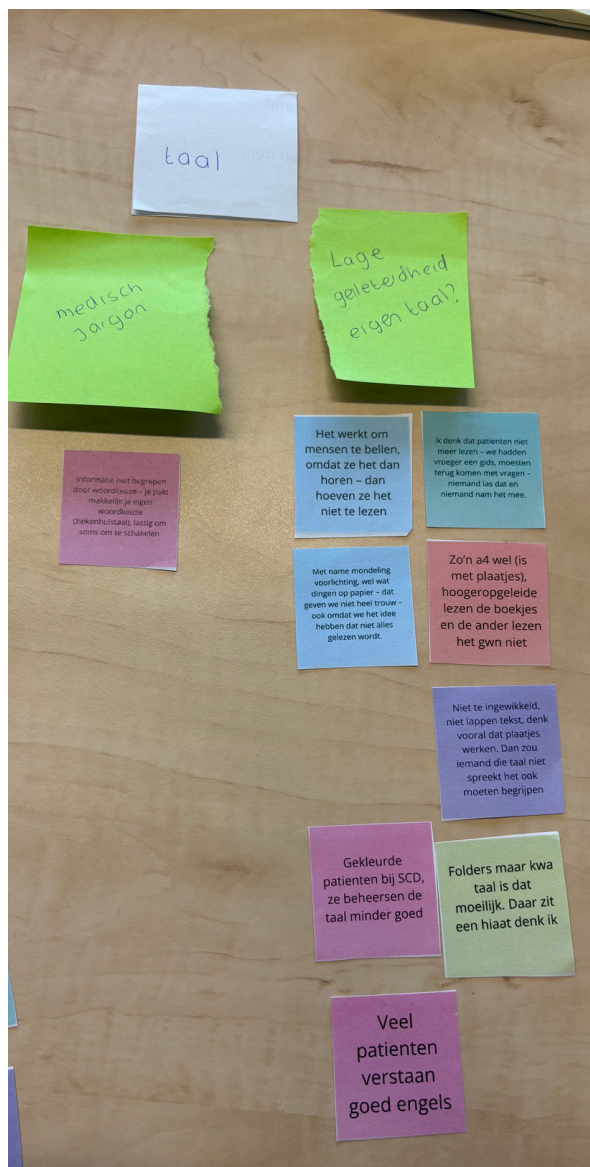 taal
medisch
Jargon
Lage
geletterdheid
eigen taal?
Informatie niet begrepen
door woordkeuze – je pakt
makkelijk je eigen
woordkeuze
(ziekenhuistaal), lastig om
soms om te schakelen
Het werkt om
mensen te bellen,
omdat ze het dan
horen – dan
hoeven ze het
niet te lezen
ik denk dat patienten niet
meer lezen – we hadden
vroeger een gids, moesten
terug komen met vragen –
niemand las dat en
niemand nam het mee.
Met name mondeling
voorlichting, wel wat
dingen op papier – dat
geven we niet heel trouw –
ook omdat we het idee
hebben dat niet alles
gelezen wordt.
Zo'n a4 wel (is
met plaatjes),
hoogeropgeleide
lezen de boekjes
en de ander lezen
het gwn niet
Niet te ingewikkeld,
niet lappen tekst, denk
vooral dat plaatjes
werken. Dan zou
iemand die taal niet
spreekt het ook
moeten begrijpen
Gekleurde
patienten bij SCD,
ze beheersen de
taal minder goed
Folders maar kwa
taal is dat
moeilijk. Daar zit
een hiaat denk ik
Veel
patienten
verstaan
goed engels